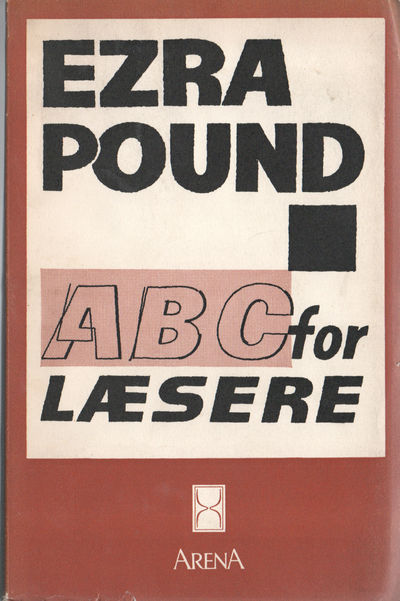 EZRA
POUND
ABC for
LÆSERE
ARENA